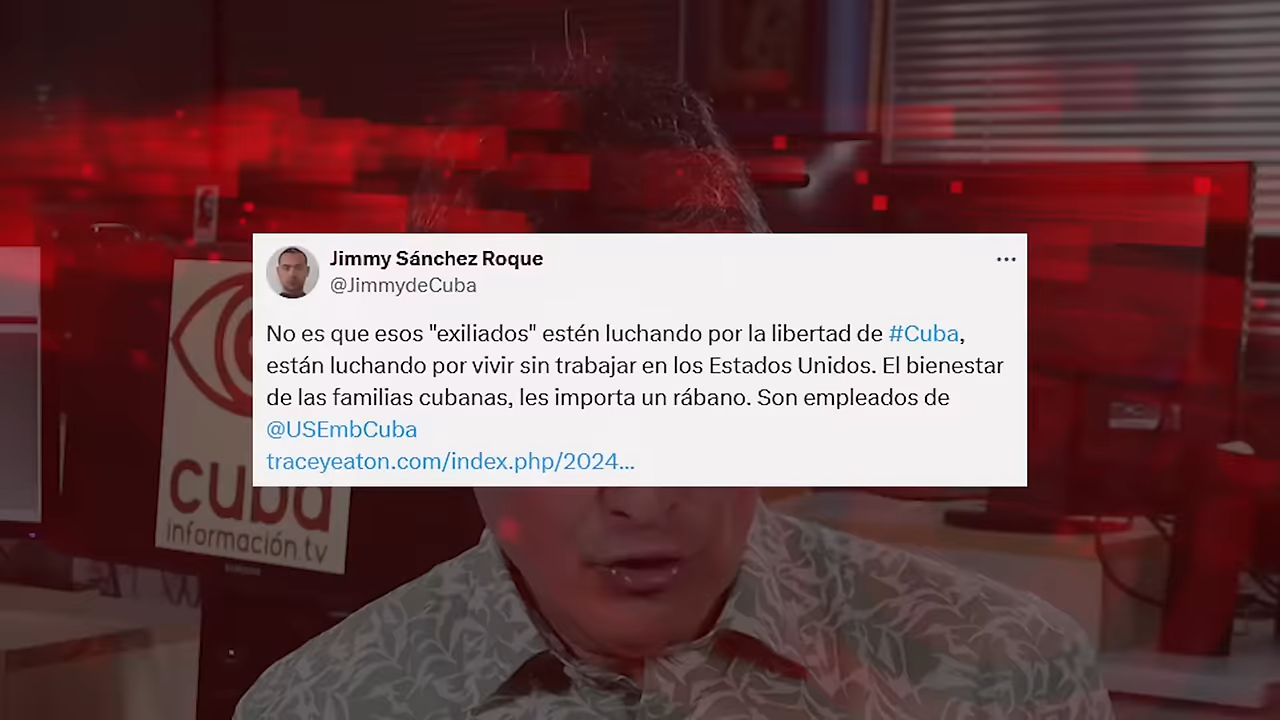 Jimmy Sánchez Roque
@JimmydeCuba
No es que esos "exiliados" estén luchando por la libertad de #Cuba,
están luchando por vivir sin trabajar en los Estados Unidos. El bienestar
de las familias cubanas, les importa un rábano. Son empleados de
@USEmbCuba
traceyeaton.com/index.php/2024...
cuba
información.tv